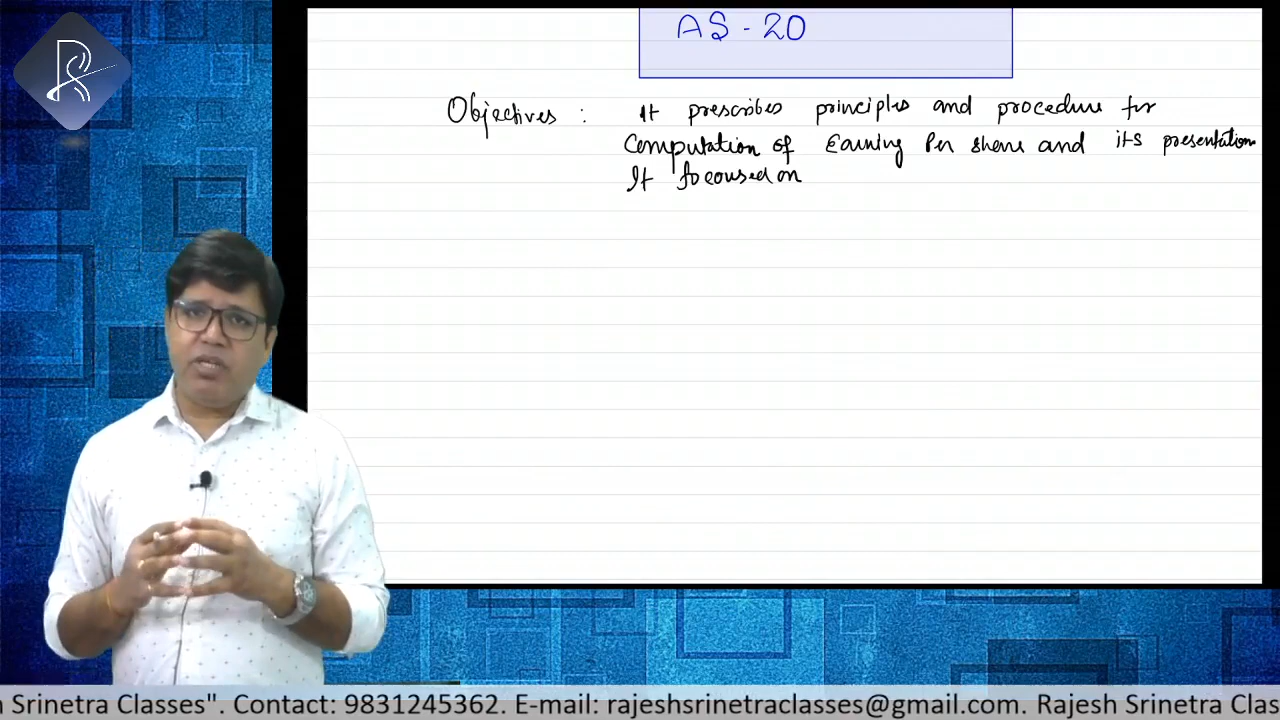 AS - 20
Objectives : It prescribes principles and procedure for
Computation of Earning Per share and its presentation
It focoused on
Srinetra Classes". Contact: 9831245362. E-mail: rajeshsrinetraclasses@gmail.com. Rajesh Srinetra Clas